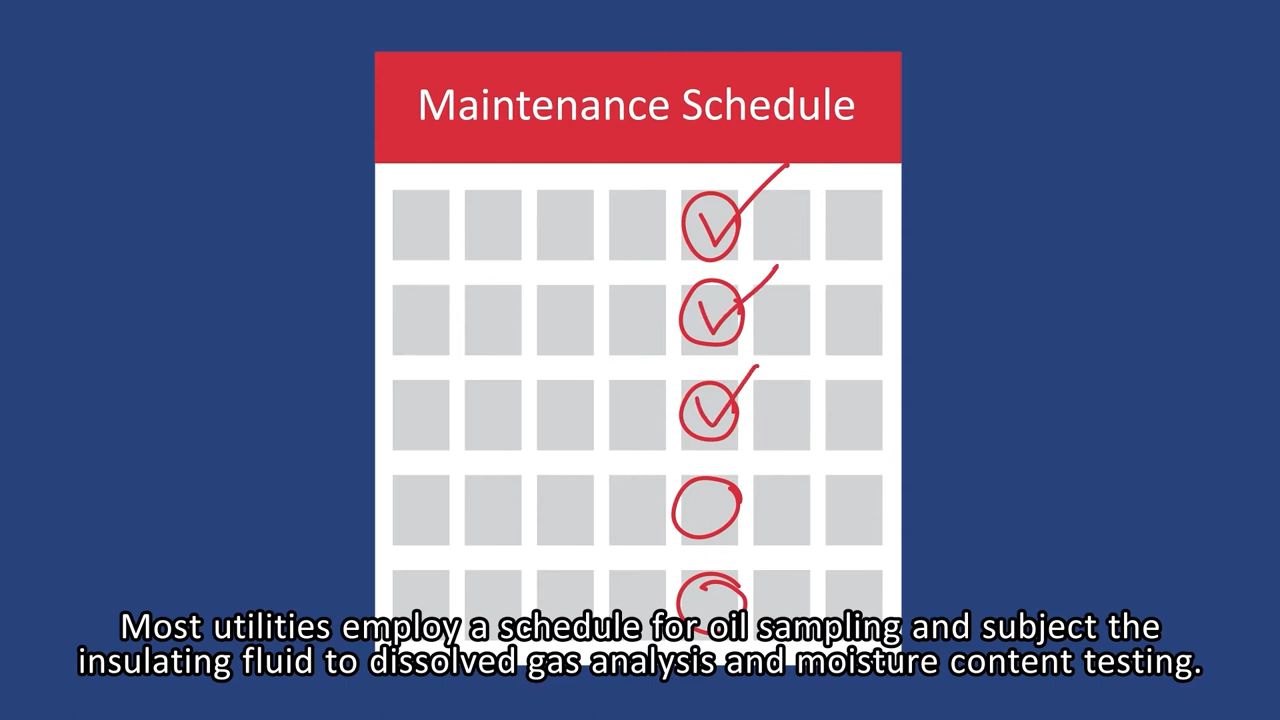 Maintenance Schedule
Most utilities employ a schedule for oil sampling and subject the
insulating fluid to dissolved gas analysis and moisture content testing.